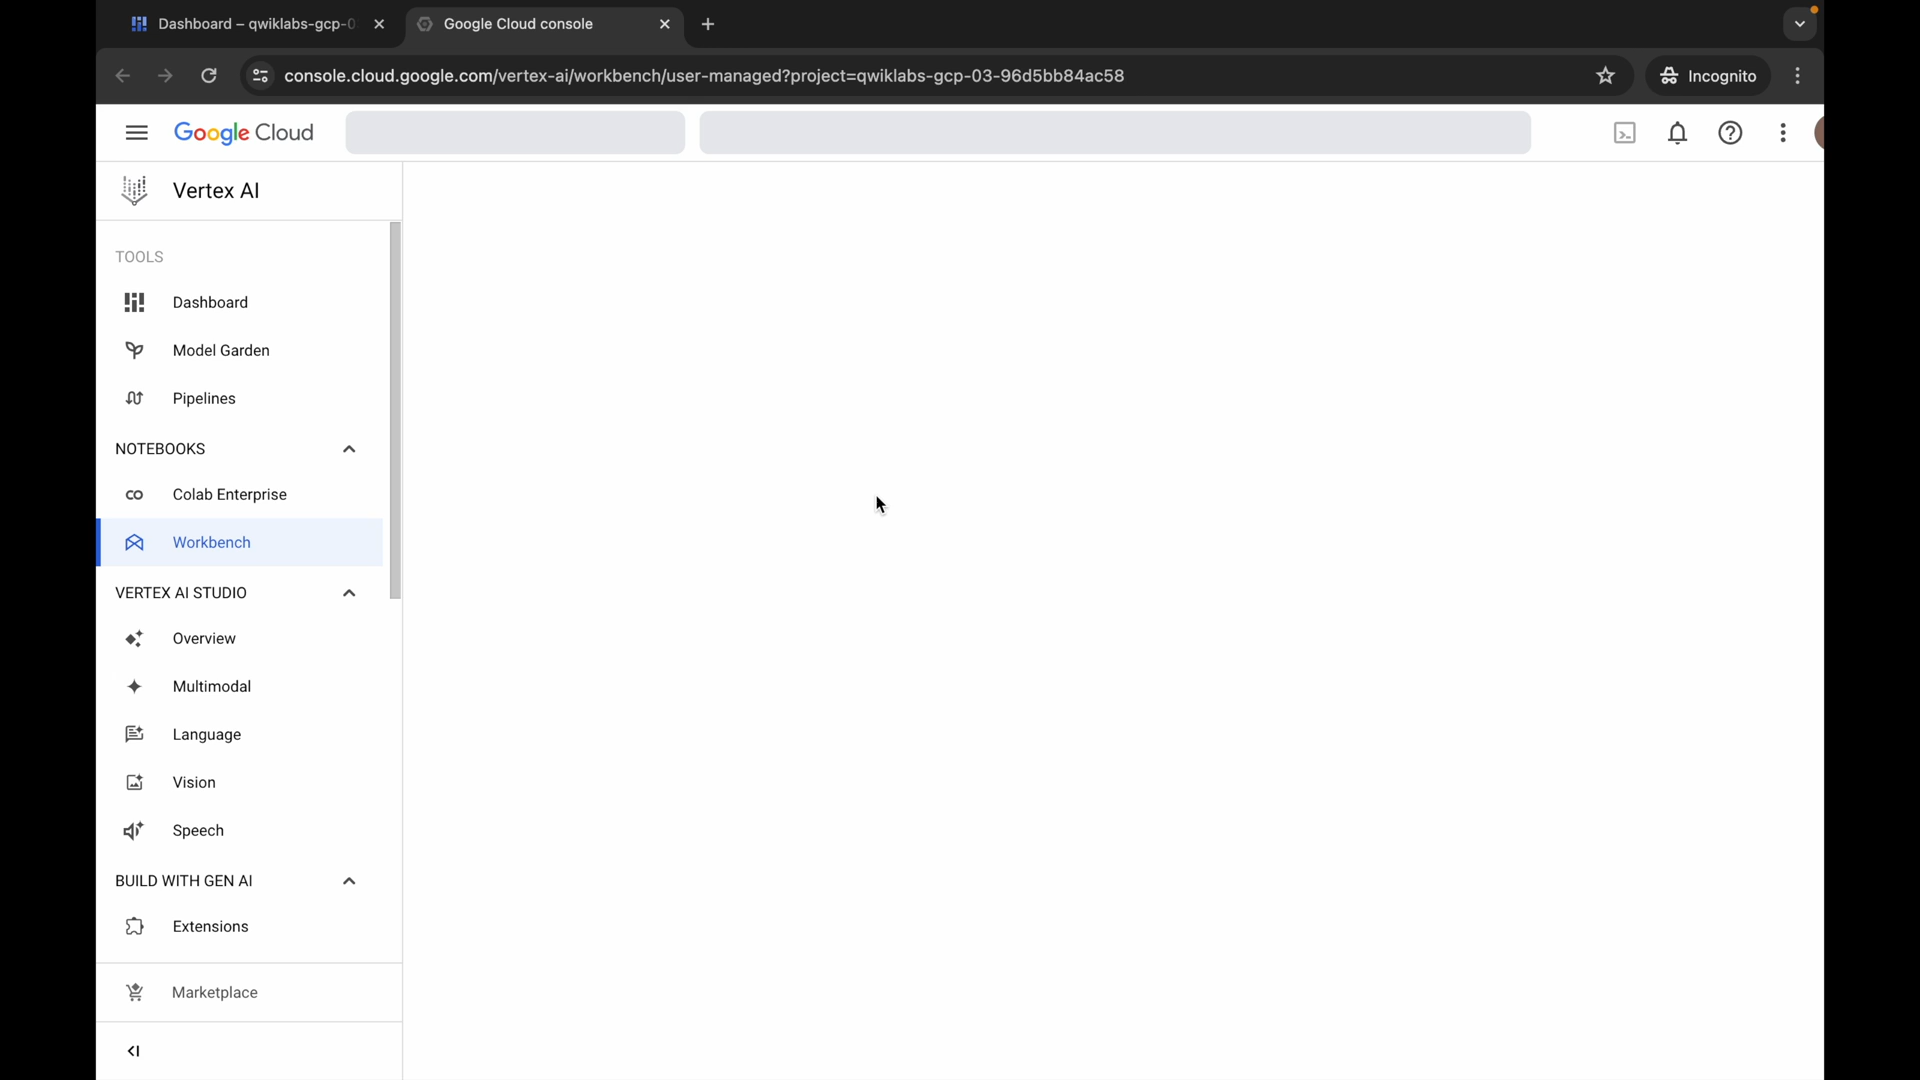 Dashboard – qwiklabs-gcp-0
Google Cloud console
console.cloud.google.com/vertex-ai/workbench/user-managed?project=qwiklabs-gcp-03-96d5bb84ac58
Incognito
Google Cloud
Vertex AI
TOOLS
Dashboard
Model Garden
Pipelines
NOTEBOOKS
Colab Enterprise
Workbench
VERTEX AI STUDIO
Overview
Multimodal
Language
Vision
Speech
BUILD WITH GEN AI
Extensions
Marketplace